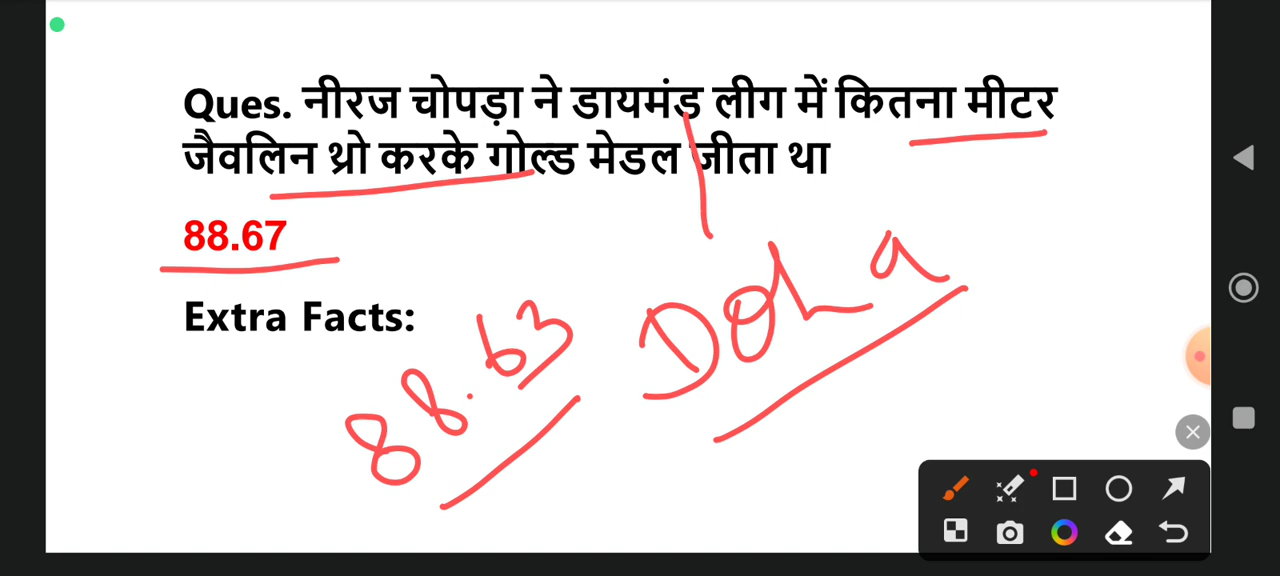 Ques. नीरज चोपड़ा ने डायमंड लीग में कितना मीटर
जैवलिन थ्रो करके गोल्ड मेडल जीता था
88.67
Extra Facts:
88.63
Doha